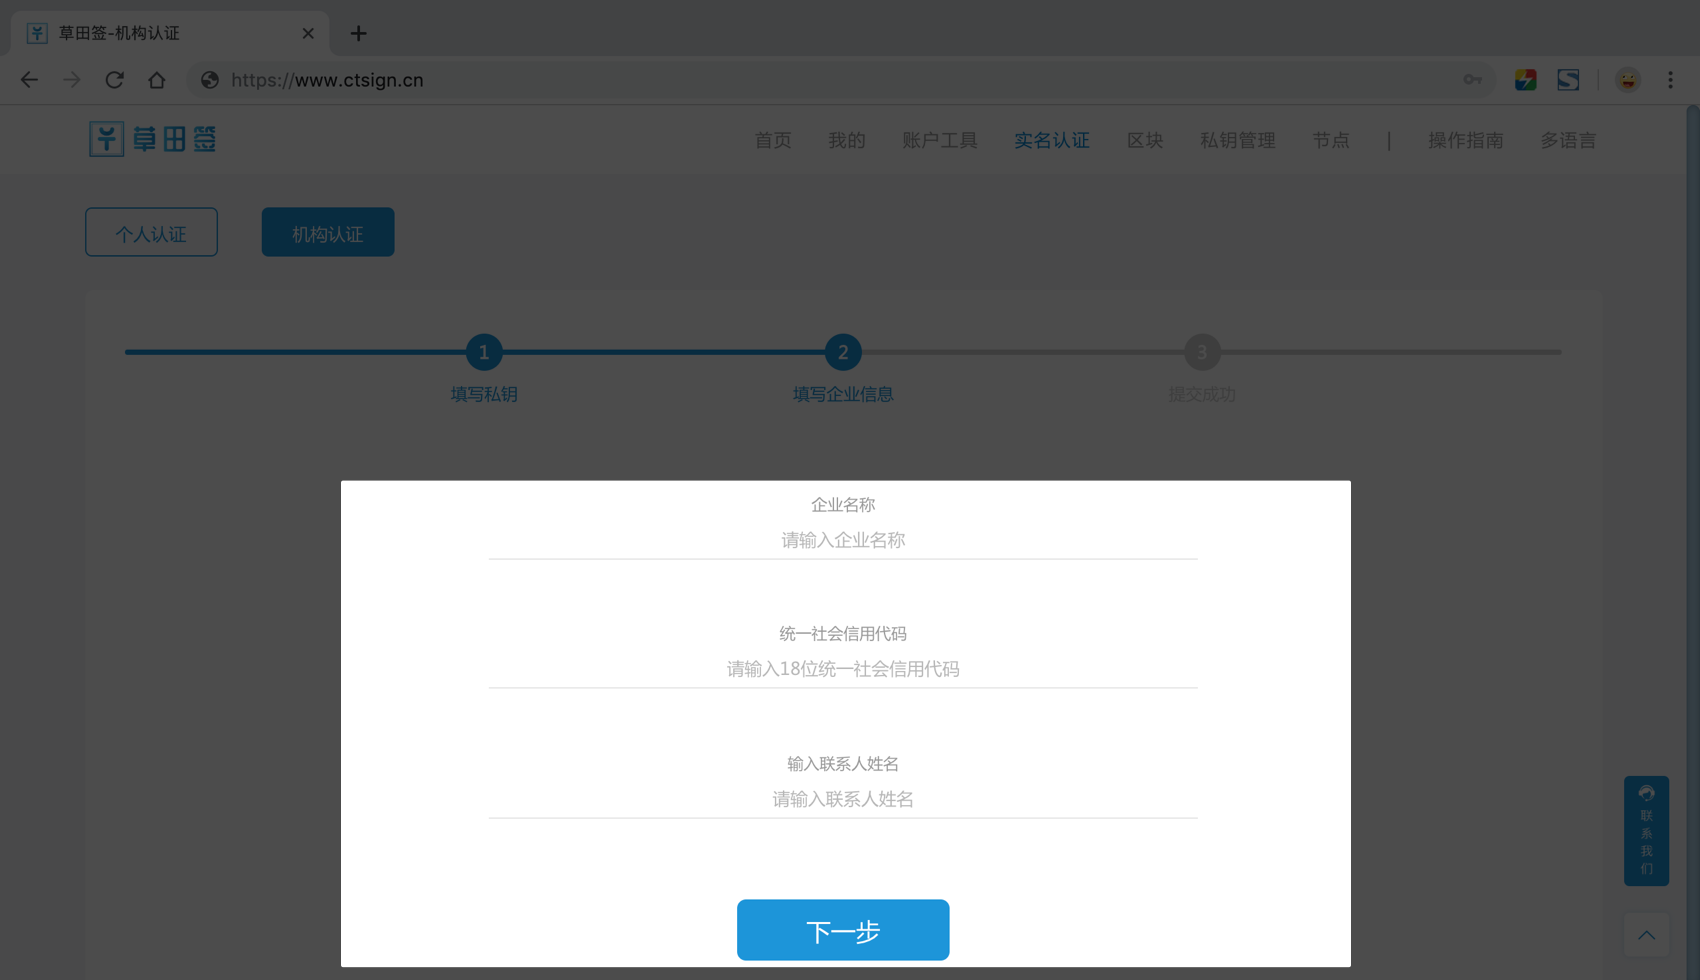 草田签-机构认证
https://www.ctsign.cn
草田签
首页 我的 账户工具 实名认证 区块 私钥管理 节点 | 操作指南 多语言
个人认证 机构认证
1 2 3
填写私钥 填写企业信息 提交成功
企业名称
请输入企业名称
统一社会信用代码
请输入18位统一社会信用代码
输入联系人姓名
请输入联系人姓名
下一步
联
系
我
们